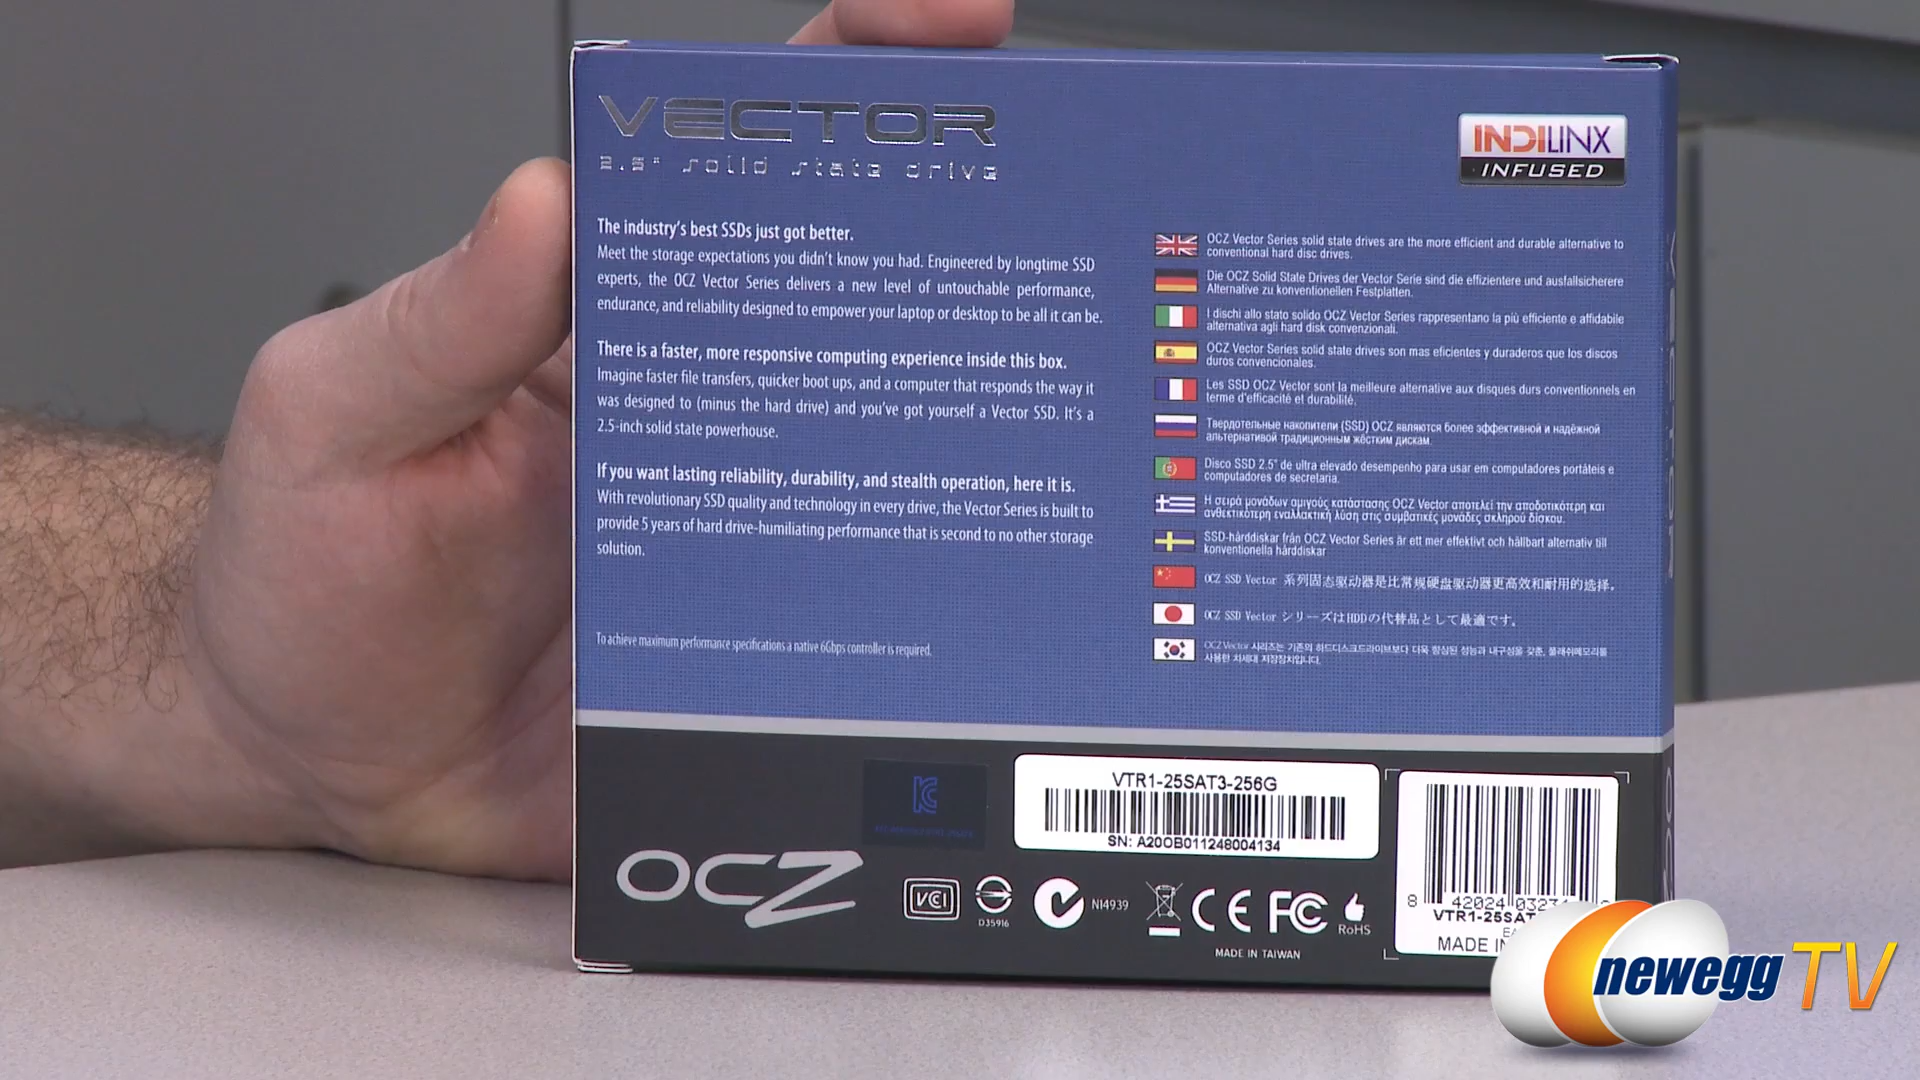 VECTOR
2.5" solid state drive
INDILINX
INFUSED
The industry's best SSDs just got better.
Meet the storage expectations you didn't know you had. Engineered by longtime SSD
experts, the OCZ Vector Series delivers a new level of untouchable performance,
endurance, and reliability designed to empower your laptop or desktop to be all it can be.
There is a faster, more responsive computing experience inside this box.
Imagine faster file transfers, quicker boot ups, and a computer that responds the way it
was designed to (minus the hard drive) and you've got yourself a Vector SSD. It's a
2.5-inch solid state powerhouse.
If you want lasting reliability, durability, and stealth operation, here it is.
With revolutionary SSD quality and technology in every drive, the Vector Series is built to
provide 5 years of hard drive-humiliating performance that is second to no other storage
solution.
To achieve maximum performance specifications a native 6Gbps controller is required.
OCZ Vector Series solid state drives are the more efficient and durable alternative to
conventional hard disc drives.
Die OCZ Solid State Drives der Vector Serie sind die effizientere und ausfallsicherere
Alternative zu konventionellen Festplatten.
I dischi allo stato solido OCZ Vector Series rappresentano la più efficiente e affidabile
alternativa agli hard disk convenzionali.
OCZ Vector Series solid state drives son mas eficientes y duraderos que los discos
duros convencionales.
Les SSD OCZ Vector sont la meilleure alternative aux disques durs conventionnels en
terme d'efficacité et durabilité.
Твердотельные накопители (SSD) OCZ являются более эффективной и надёжной
альтернативой традиционным жёстким дискам.
Disco SSD 2.5" de ultra elevado desempenho para usar em computadores portáteis e
computadores de secretaria.
Η σειρά μονάδων αμιγούς κατάστασης OCZ Vector αποτελεί την αποδοτικότερη και
ανθεκτικότερη εναλλακτική λύση στις συμβατικές μονάδες σκληρού δίσκου.
SSD-hårddiskar från OCZ Vector Series är ett mer effektivt och hållbart alternativ till
konventionella hårddiskar
OCZ SSD Vector 系列固态驱动器是比常规硬盘驱动器更高效和耐用的选择。
OCZ SSD Vector シリーズはHDDの代替品として最適です。
OCZ Vector 시리즈는 기존의 하드디스크드라이브보다 더욱 향상된 성능과 내구성을 갖춘, 플래쉬메모리를
사용한 차세대 저장장치입니다.
VTR1-25SAT3-256G
SN: A20OB011248004134
OCZ
VCI
D35916
N14939
CE
FC
RoHS
MADE IN TAIWAN
8 42024 0323
VTR1-25SAT
MADE IN
newegg TV